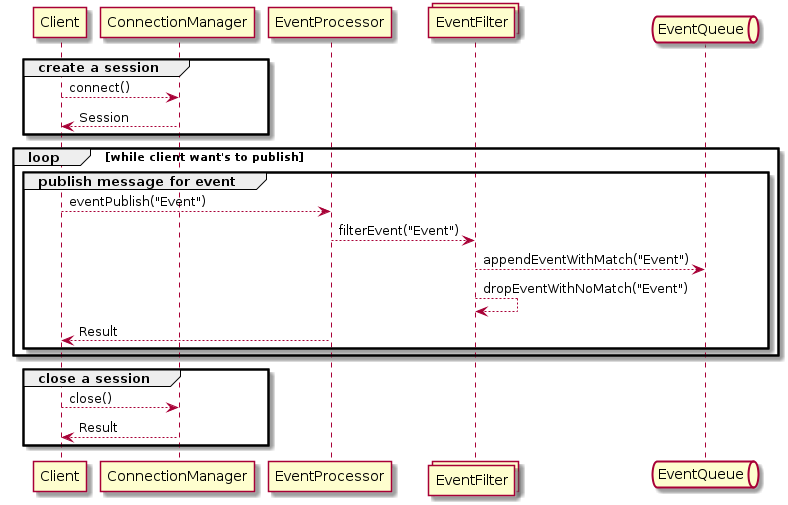 Client ConnectionManager EventProcessor EventFilter EventQueue
create a session
connect()
Session
loop [while client want's to publish]
publish message for event
eventPublish("Event")
filterEvent("Event")
appendEventWithMatch("Event")
dropEventWithNoMatch("Event")
Result
close a session
close()
Result
Client ConnectionManager EventProcessor EventFilter EventQueue